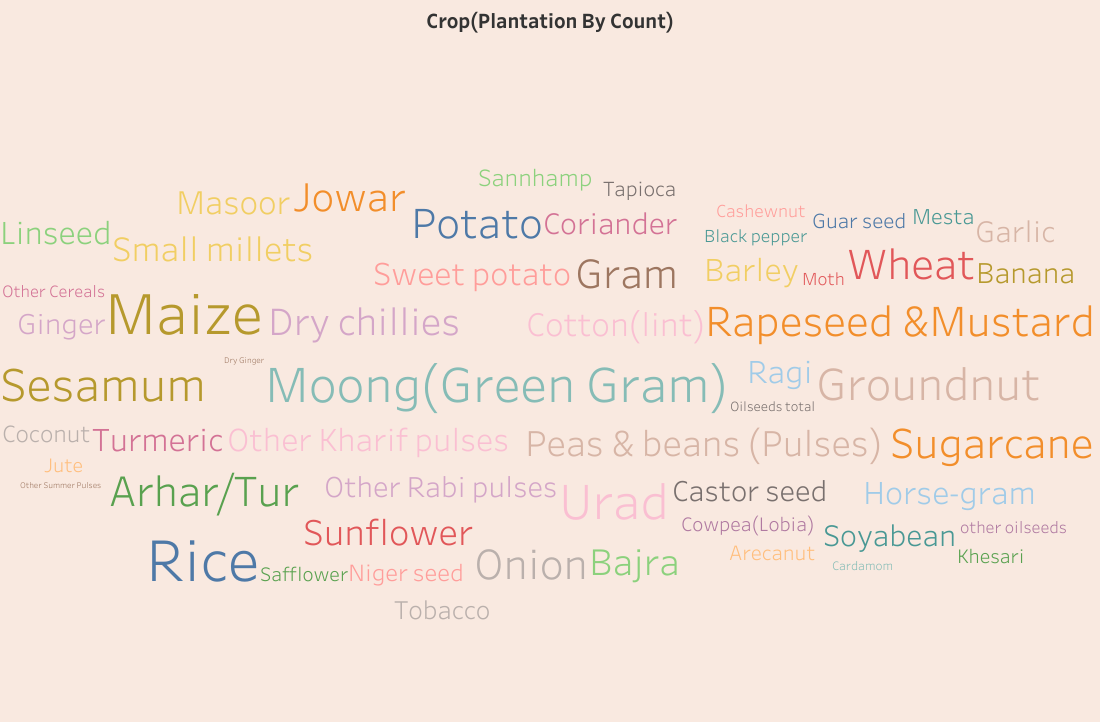 Crop(Plantation By Count)
Sannhamp
Tapioca
Masoor
Jowar
Potato
Coriander
Cashewnut
Guar seed
Mesta
Garlic
Black pepper
Linseed
Small millets
Sweet potato
Gram
Barley
Moth
Wheat
Banana
Other Cereals
Ginger
Maize
Dry chillies
Cotton(lint)
Rapeseed &Mustard
Dry Ginger
Sesamum
Moong(Green Gram)
Ragi
Oilseeds total
Groundnut
Coconut
Turmeric
Other Kharif pulses
Peas & beans (Pulses)
Sugarcane
Jute
Other Summer Pulses
Arhar/Tur
Other Rabi pulses
Urad
Castor seed
Horse-gram
Sunflower
Cowpea(Lobia)
Soyabean
other oilseeds
Rice
Safflower
Niger seed
Onion
Bajra
Arecanut
Cardamom
Khesari
Tobacco